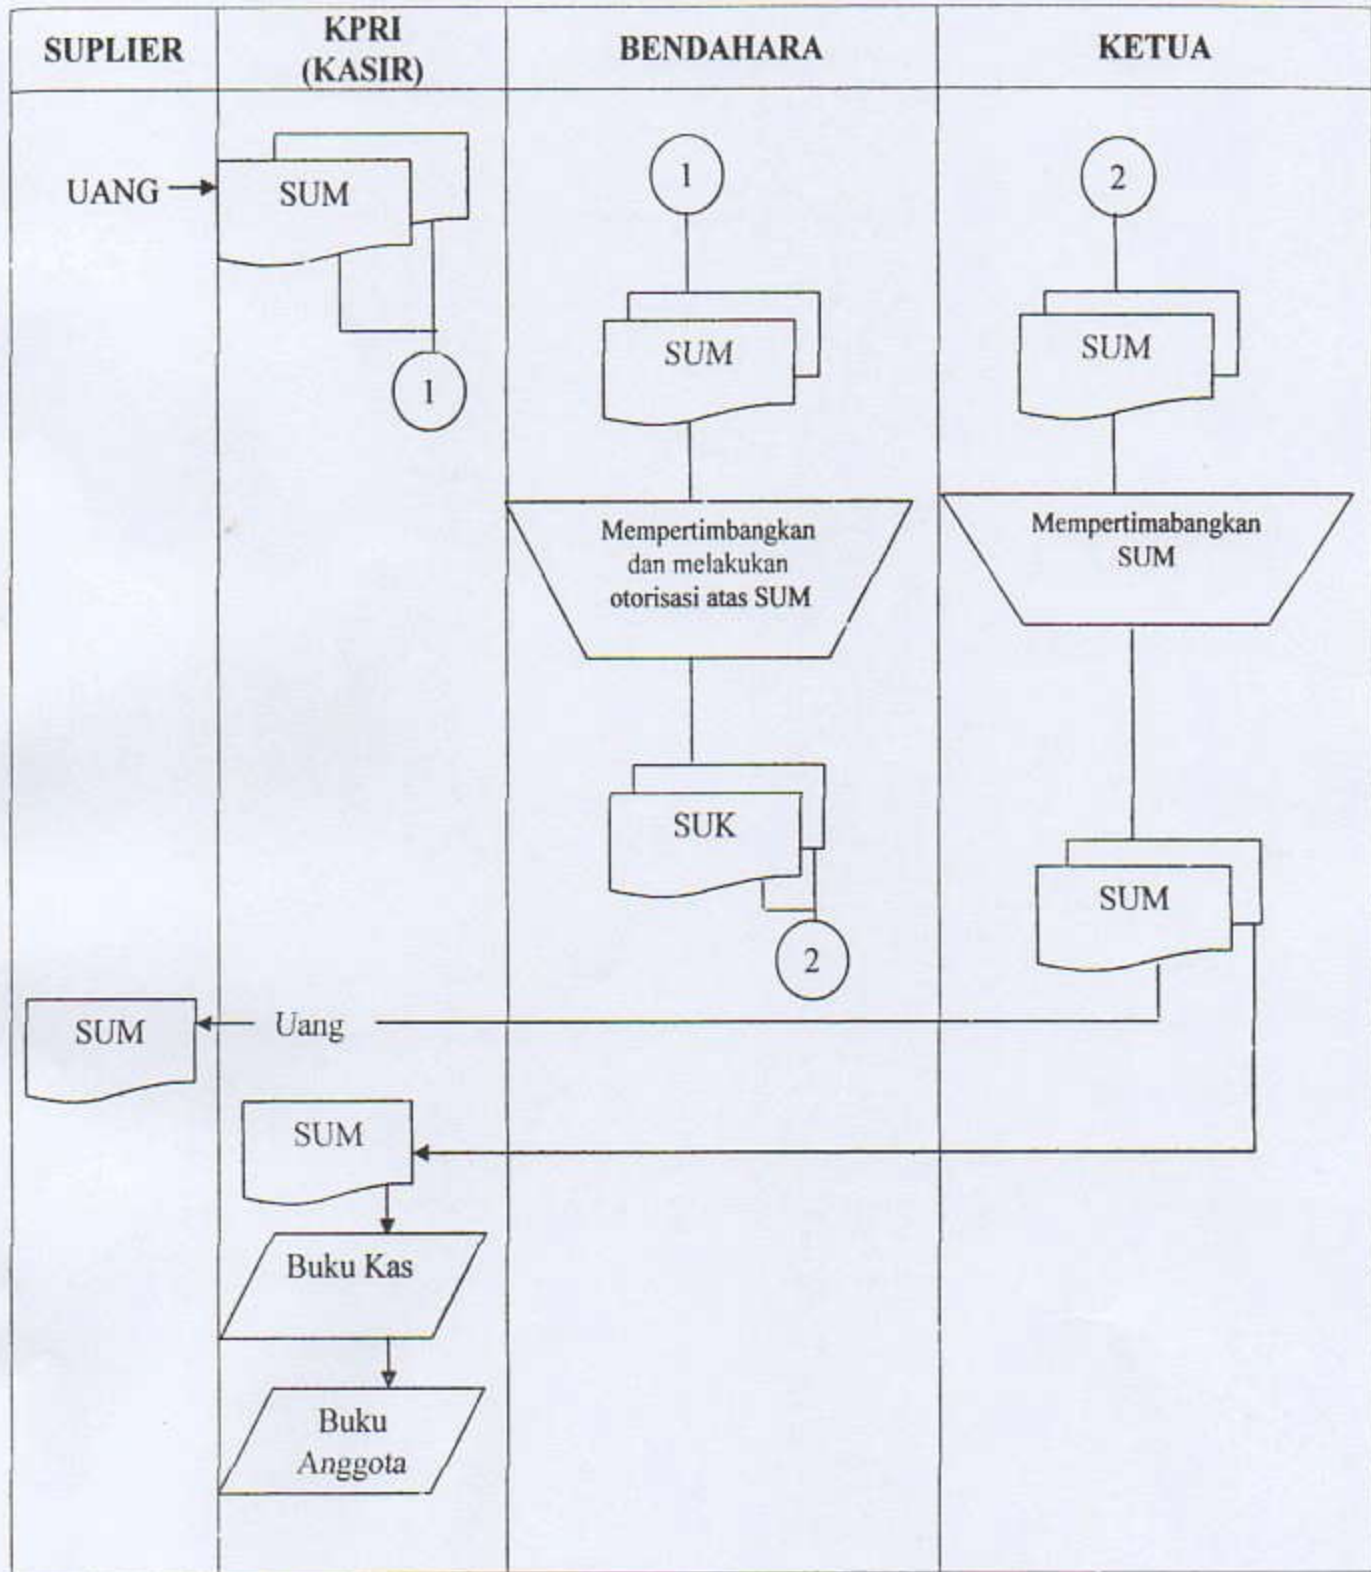 SUPLIER
KPRI
(KASIR)
BENDAHARA
KETUA
UANG
SUM
1
1
SUM
Mempertimbangkan
dan melakukan
otorisasi atas SUM
SUK
2
2
SUM
Mempertimabangkan
SUM
SUM
SUM
Uang
SUM
Buku Kas
Buku
Anggota